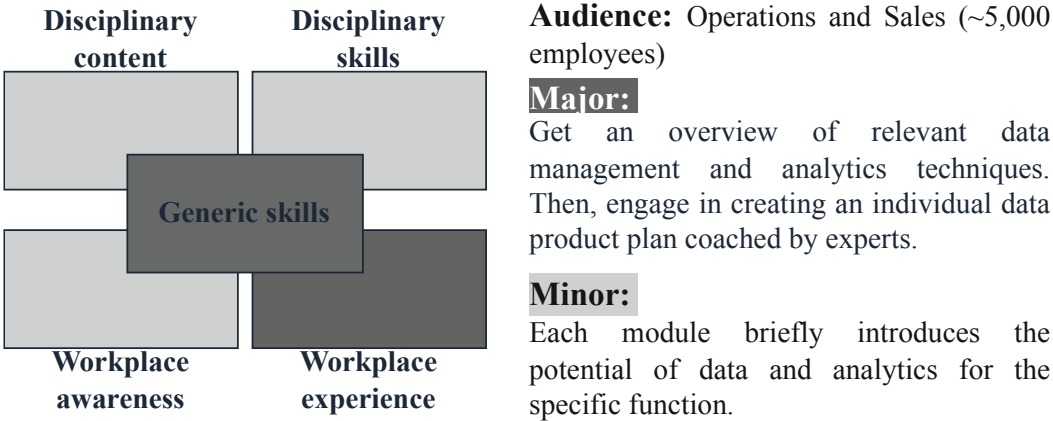 Disciplinary
content
Disciplinary
skills
Generic skills
Workplace
awareness
Workplace
experience
Audience: Operations and Sales (~5,000
employees)
Major:
Get an overview of relevant data
management and analytics techniques.
Then, engage in creating an individual data
product plan coached by experts.
Minor:
Each module briefly introduces the
potential of data and analytics for the
specific function.